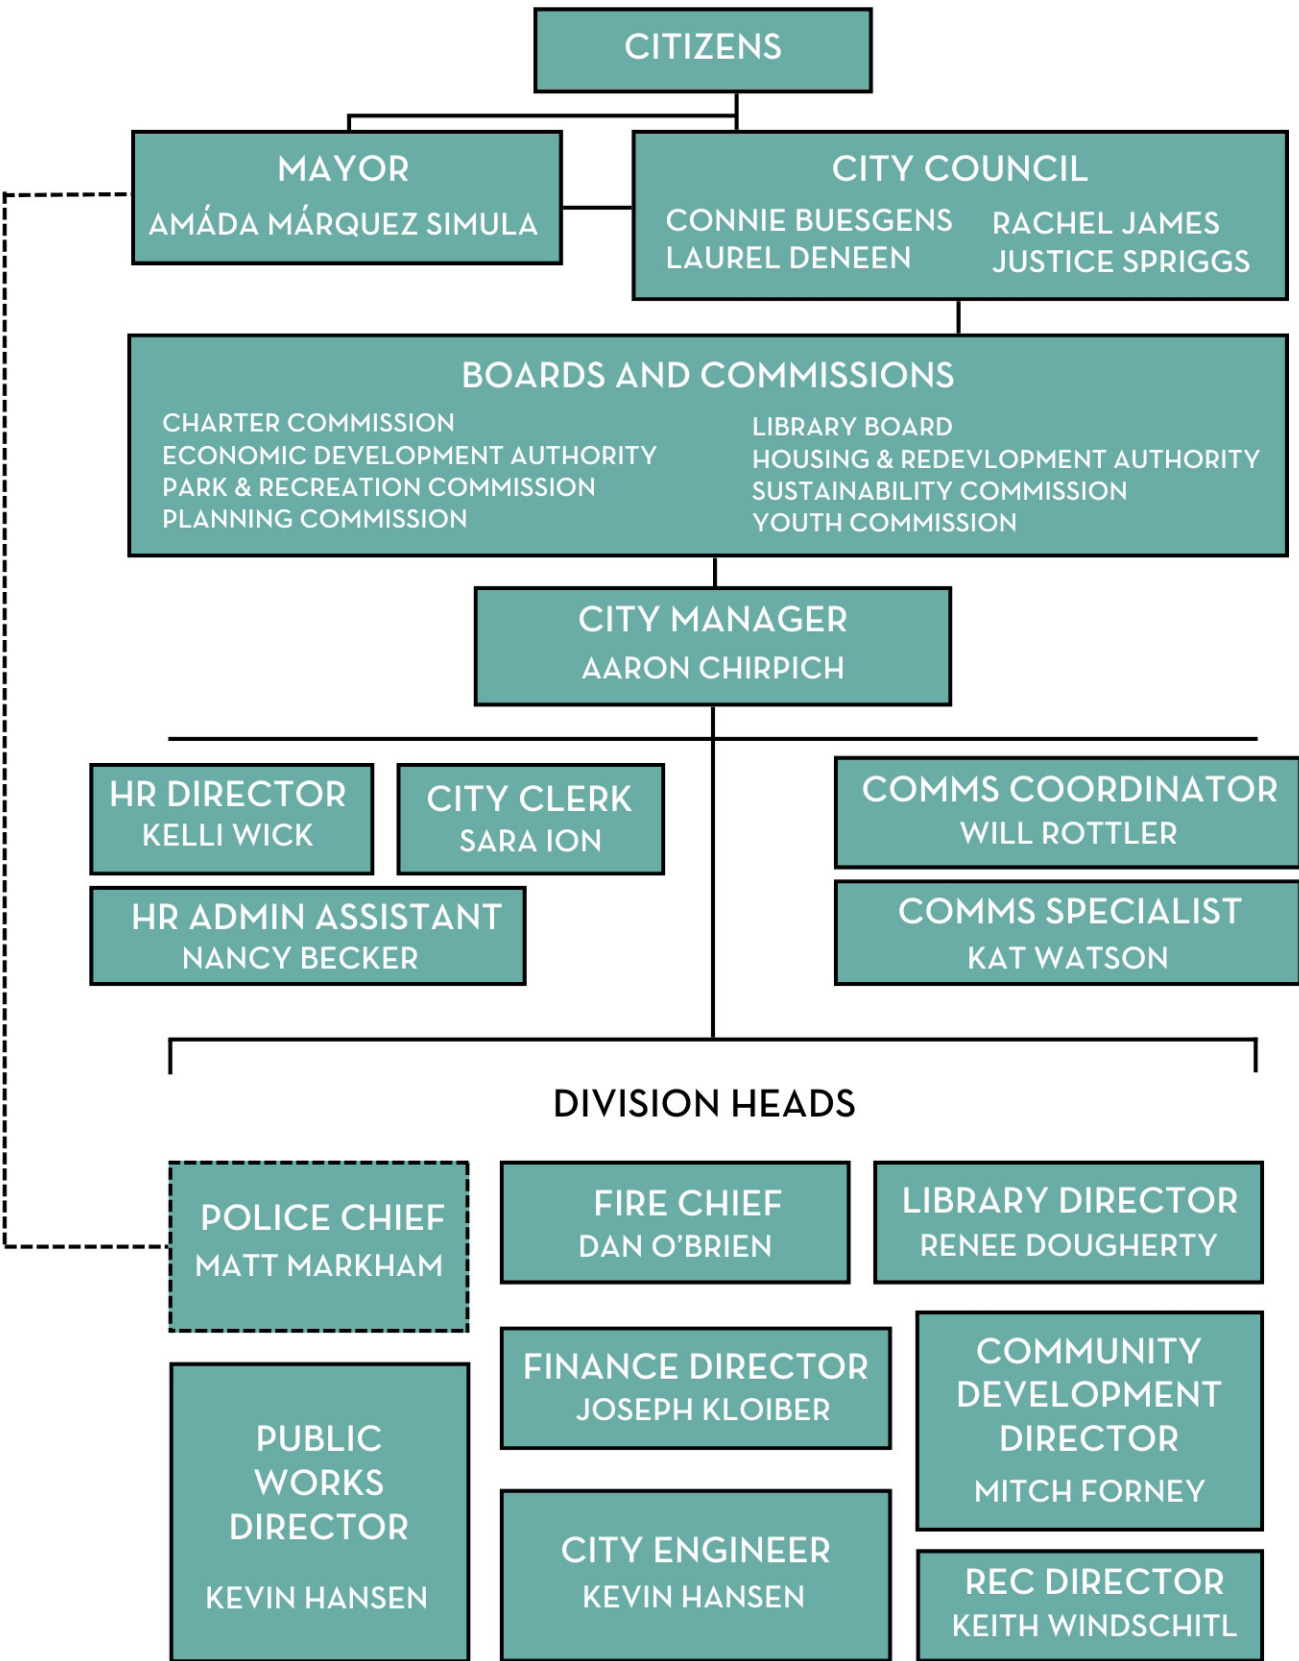 CITIZENS
MAYOR
AMÁDA MÁRQUEZ SIMULA
CITY COUNCIL
CONNIE BUESGENS
LAUREL DENEEN
RACHEL JAMES
JUSTICE SPRIGGS
BOARDS AND COMMISSIONS
CHARTER COMMISSION
ECONOMIC DEVELOPMENT AUTHORITY
PARK & RECREATION COMMISSION
PLANNING COMMISSION
LIBRARY BOARD
HOUSING & REDEVLOPMENT AUTHORITY
SUSTAINABILITY COMMISSION
YOUTH COMMISSION
CITY MANAGER
AARON CHIRPICH
HR DIRECTOR
KELLI WICK
CITY CLERK
SARA ION
COMMS COORDINATOR
WILL ROTTLER
HR ADMIN ASSISTANT
NANCY BECKER
COMMS SPECIALIST
KAT WATSON
DIVISION HEADS
POLICE CHIEF
MATT MARKHAM
FIRE CHIEF
DAN O'BRIEN
LIBRARY DIRECTOR
RENEE DOUGHERTY
PUBLIC
WORKS
DIRECTOR
KEVIN HANSEN
FINANCE DIRECTOR
JOSEPH KLOIBER
COMMUNITY
DEVELOPMENT
DIRECTOR
MITCH FORNEY
CITY ENGINEER
KEVIN HANSEN
REC DIRECTOR
KEITH WINDSCHITL